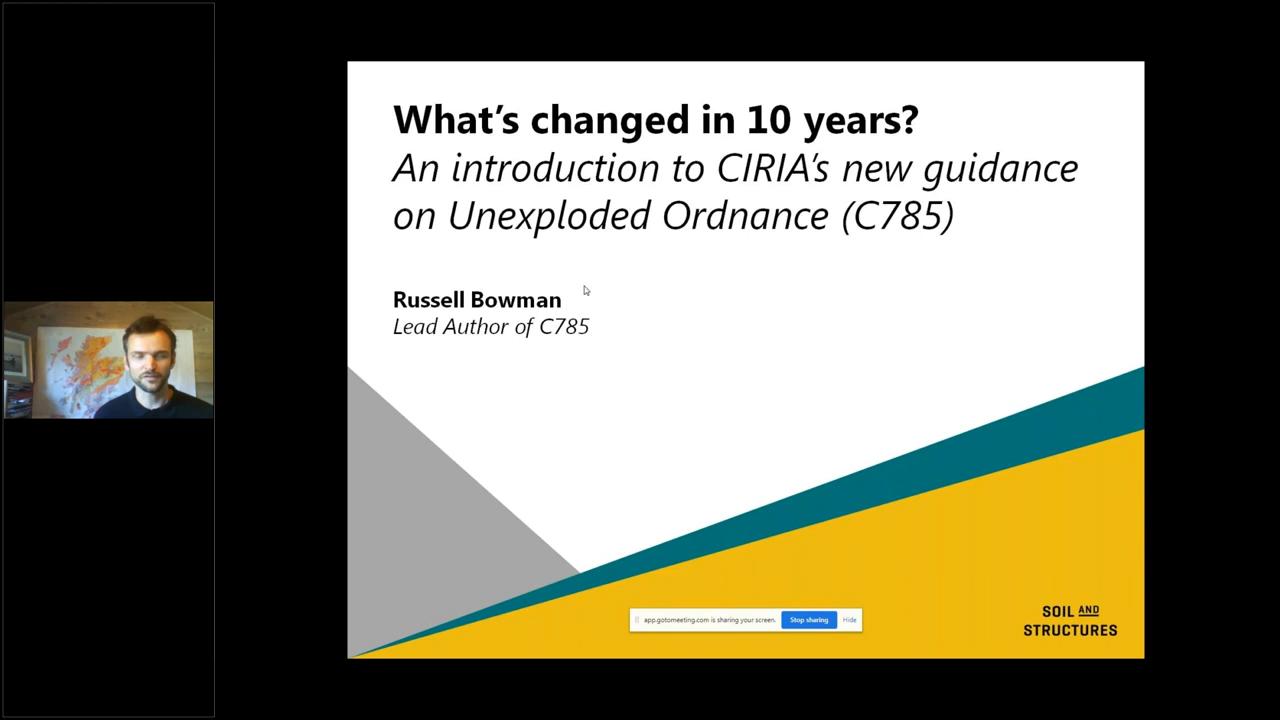 What's changed in 10 years?
An introduction to CIRIA's new guidance
on Unexploded Ordnance (C785)
Russell Bowman
Lead Author of C785
app.gotomeeting.com is sharing your screen.
Stop sharing
Hide
SOIL AND
STRUCTURES